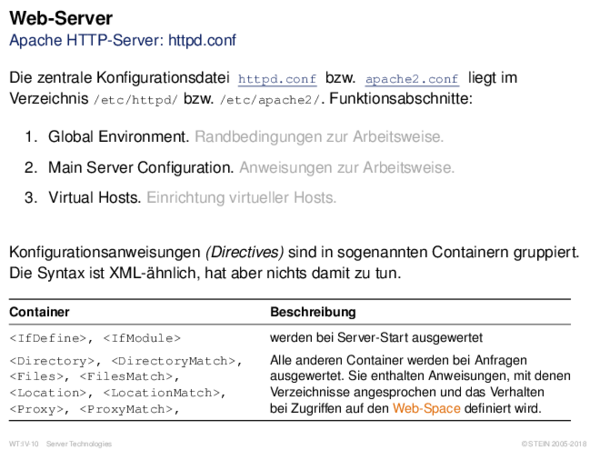 Web-Server
Apache HTTP-Server: httpd.conf
Die zentrale Konfigurationsdatei httpd.conf bzw. apache2.conf liegt im
Verzeichnis /etc/httpd/ bzw. /etc/apache2/. Funktionsabschnitte:
1. Global Environment. Randbedingungen zur Arbeitsweise.
2. Main Server Configuration. Anweisungen zur Arbeitsweise.
3. Virtual Hosts. Einrichtung virtueller Hosts.
Konfigurationsanweisungen (Directives) sind in sogenannten Containern gruppiert.
Die Syntax ist XML-ähnlich, hat aber nichts damit zu tun.
Container Beschreibung
<IfDefine>, <IfModule> werden bei Server-Start ausgewertet
<Directory>, <DirectoryMatch>, Alle anderen Container werden bei Anfragen
<Files>, <FilesMatch>, ausgewertet. Sie enthalten Anweisungen, mit denen
<Location>, <LocationMatch>, Verzeichnisse angesprochen und das Verhalten
<Proxy>, <ProxyMatch>, bei Zugriffen auf den Web-Space definiert wird.
WT:IV-10 Server Technologies © STEIN 2005-2018